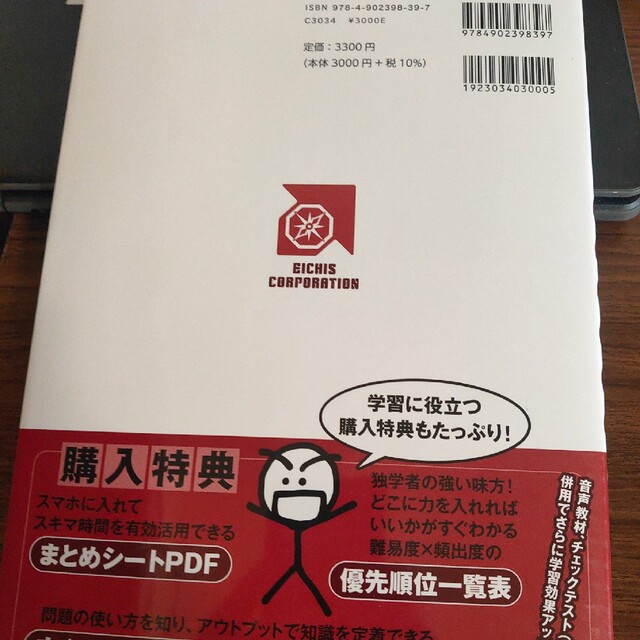 ISBN 978-4-902398-39-7
C3034 ¥3000E
定価：3300円
（本体3000円＋税10%）
9784902398397
1923034030005
EICHIS
CORPORATION
学習に役立つ
購入特典もたっぷり！
購入特典
スマホに入れて
スキマ時間を有効活用できる
まとめシートPDF
独学者の強い味方！
どこに力を入れれば
いいかがすぐわかる
難易度×頻出度の
優先順位一覧表
音声教材、チェックテスト
併用でさらに学習効果アッ
問題の使い方を知り、アウトプットで知識を定着できる